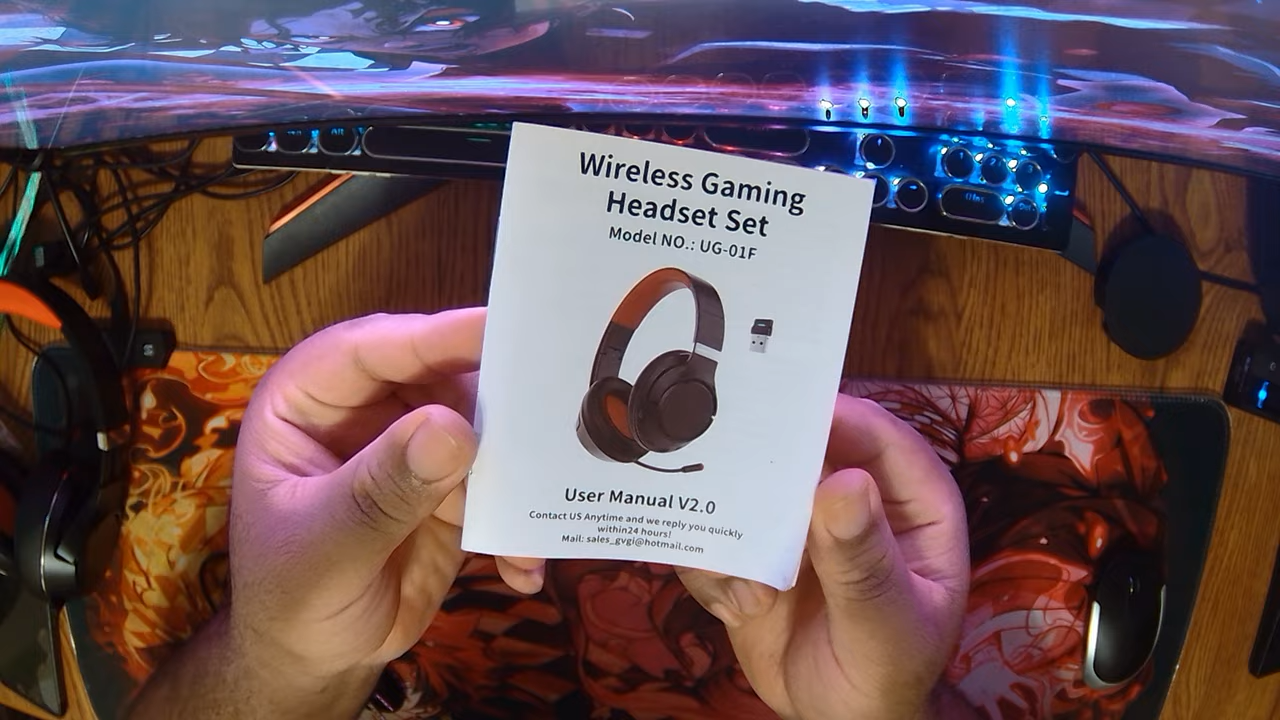 Wireless Gaming
Headset Set
Model NO.: UG-01F
User Manual V2.0
Contact US Anytime and we reply you quickly
within24 hours!
Mail: sales_gvgi@hotmail.com